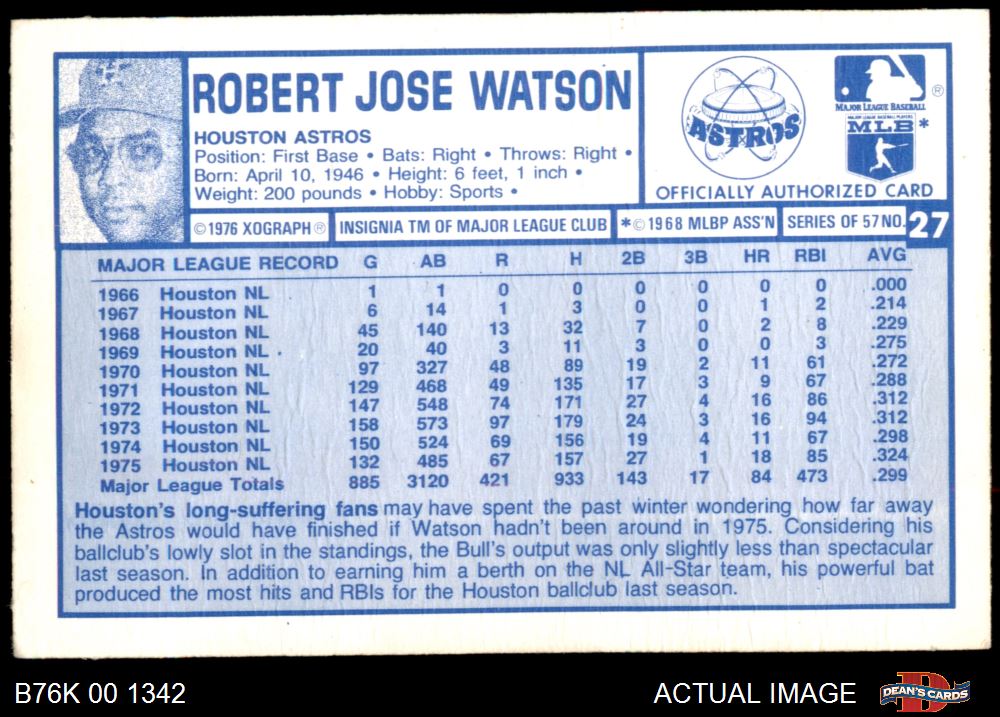 ROBERT JOSE WATSON
HOUSTON ASTROS
Position: First Base • Bats: Right • Throws: Right •
Born: April 10, 1946 • Height: 6 feet, 1 inch •
Weight: 200 pounds • Hobby: Sports •
ASTROS
MAJOR LEAGUE BASEBALL ®
MAJOR LEAGUE BASEBALL PLAYERS
MLB *
OFFICIALLY AUTHORIZED CARD
©1976 XOGRAPH® INSIGNIA TM OF MAJOR LEAGUE CLUB *©1968 MLBP ASS'N SERIES OF 57 NO. 27
MAJOR LEAGUE RECORD G AB R H 2B 3B HR RBI AVG
1966 Houston NL 1 1 0 0 0 0 0 0 .000
1967 Houston NL 6 14 1 3 0 0 1 2 .214
1968 Houston NL 45 140 13 32 7 0 2 8 .229
1969 Houston NL . 20 40 3 11 3 0 0 3 .275
1970 Houston NL 97 327 48 89 19 2 11 61 .272
1971 Houston NL 129 468 49 135 17 3 9 67 .288
1972 Houston NL 147 548 74 171 27 4 16 86 .312
1973 Houston NL 158 573 97 179 24 3 16 94 .312
1974 Houston NL 150 524 69 156 19 4 11 67 .298
1975 Houston NL 132 485 67 157 27 1 18 85 .324
Major League Totals 885 3120 421 933 143 17 84 473 .299
Houston's long-suffering fans may have spent the past winter wondering how far away
the Astros would have finished if Watson hadn't been around in 1975. Considering his
ballclub's lowly slot in the standings, the Bull's output was only slightly less than spectacular
last season. In addition to earning him a berth on the NL All-Star team, his powerful bat
produced the most hits and RBIs for the Houston ballclub last season.
B76K 00 1342 ACTUAL IMAGE DEAN'S CARDS